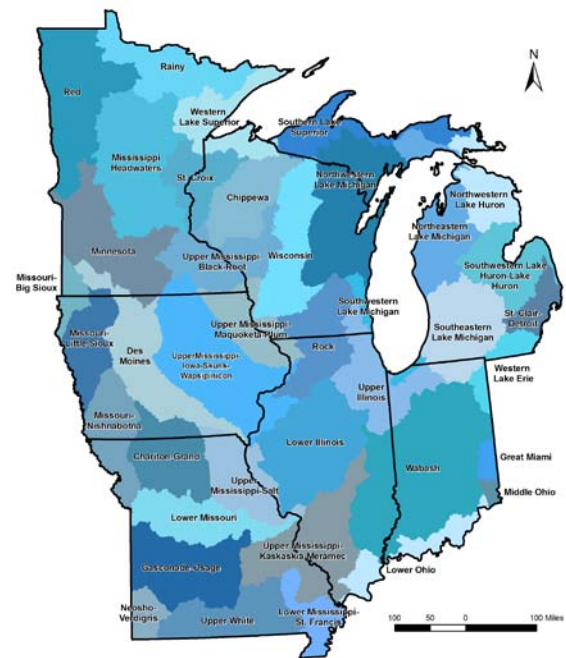 N
Rainy
Red
Western
Lake Superior
Southern Lake
Superior
Mississippi
Headwaters
St. Croix
Chippewa
Northwestern
Lake Michigan
Northwestern
Lake Huron
Northeastern
Lake Michigan
Minnesota
Upper Mississippi-
Black-Root
Wisconsin
Southwestern Lake
Huron-Lake
Huron
Missouri-
Big Sioux
Southwestern
Lake Michigan
St. Clair-
Detroit
Missouri-
Little Sioux
Des
Moines
Upper Mississippi-
Maquoketa-Plum
Upper Mississippi-
Iowa-Skunk-
Wapsipinicon
Rock
Southeastern
Lake Michigan
Western
Lake Erie
Upper
Illinois
Missouri-
Nishnabotna
Lower Illinois
Chariton-Grand
Wabash
Great Miami
Upper
Mississippi-Salt
Middle Ohio
Lower Missouri
Upper Mississippi-
Kaskaskia Meramec
Gasconade-Osage
Lower Ohio
Neosho-
Verdigris
Upper White
Lower Mississippi-
St. Francis
100 50 0 100 Miles